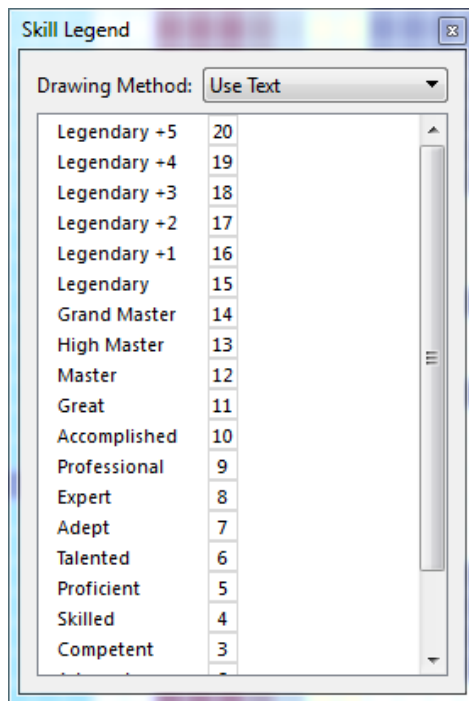 Skill Legend
Drawing Method: Use Text
Legendary +5 20
Legendary +4 19
Legendary +3 18
Legendary +2 17
Legendary +1 16
Legendary 15
Grand Master 14
High Master 13
Master 12
Great 11
Accomplished 10
Professional 9
Expert 8
Adept 7
Talented 6
Proficient 5
Skilled 4
Competent 3